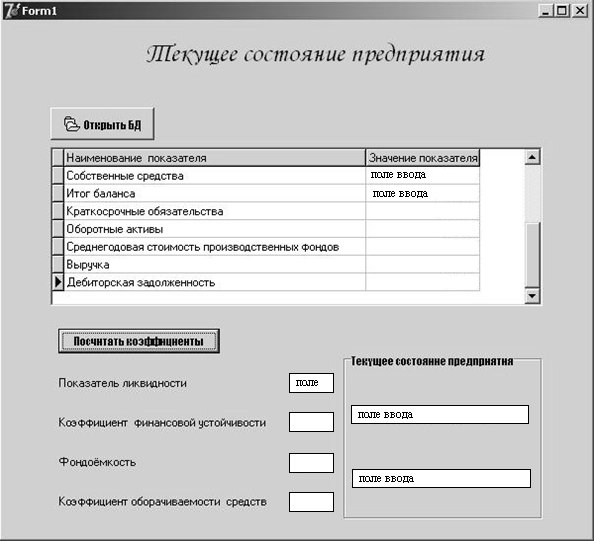 Form1
Текущее состояние предприятия
Открыть БД
Наименование показателя Значение показателя
Собственные средства поле ввода
Итог баланса поле ввода
Краткосрочные обязательства
Оборотные активы
Среднегодовая стоимость производственных фондов
Выручка
Дебиторская задолженность
Посчитать коэффициенты
Текущее состояние предприятия
Показатель ликвидности поле
поле ввода
Коэффициент финансовой устойчивости
Фондоёмкость
поле ввода
Коэффициент оборачиваемости средств